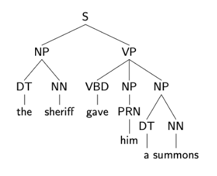 S
NP VP
DT NN VBD NP NP
the sheriff gave PRN
him DT NN
a summons